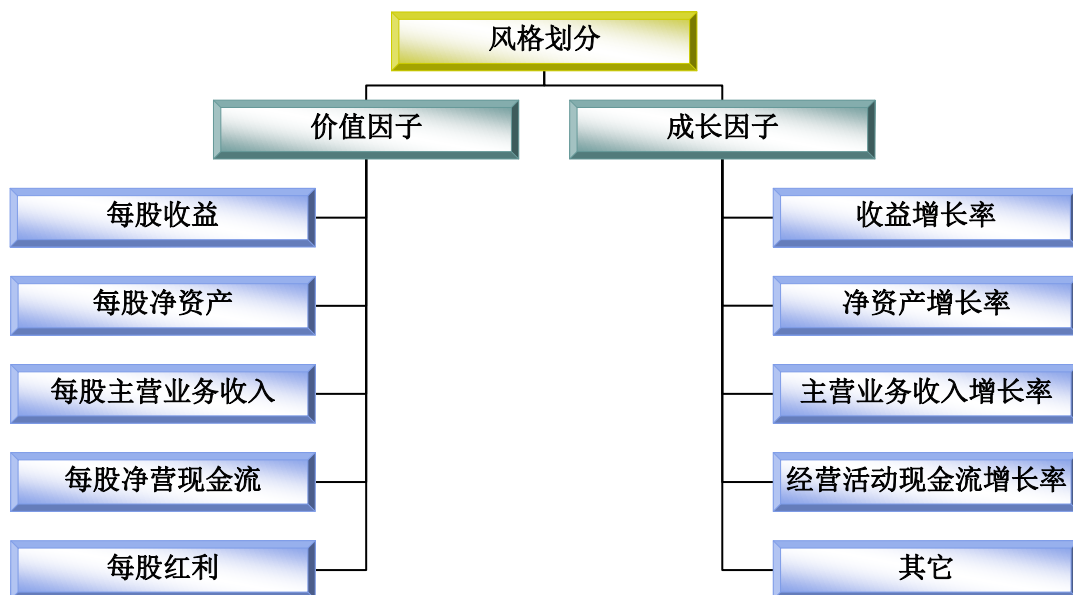 风格划分
价值因子
成长因子
每股收益
收益增长率
每股净资产
净资产增长率
每股主营业务收入
主营业务收入增长率
每股净营现金流
经营活动现金流增长率
每股红利
其它